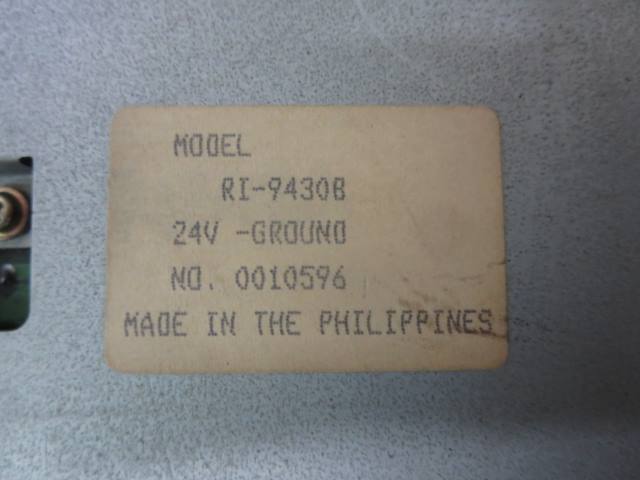 MODEL
RI-9430B
24V -GROUND
NO. 0010596
MADE IN THE PHILIPPINES